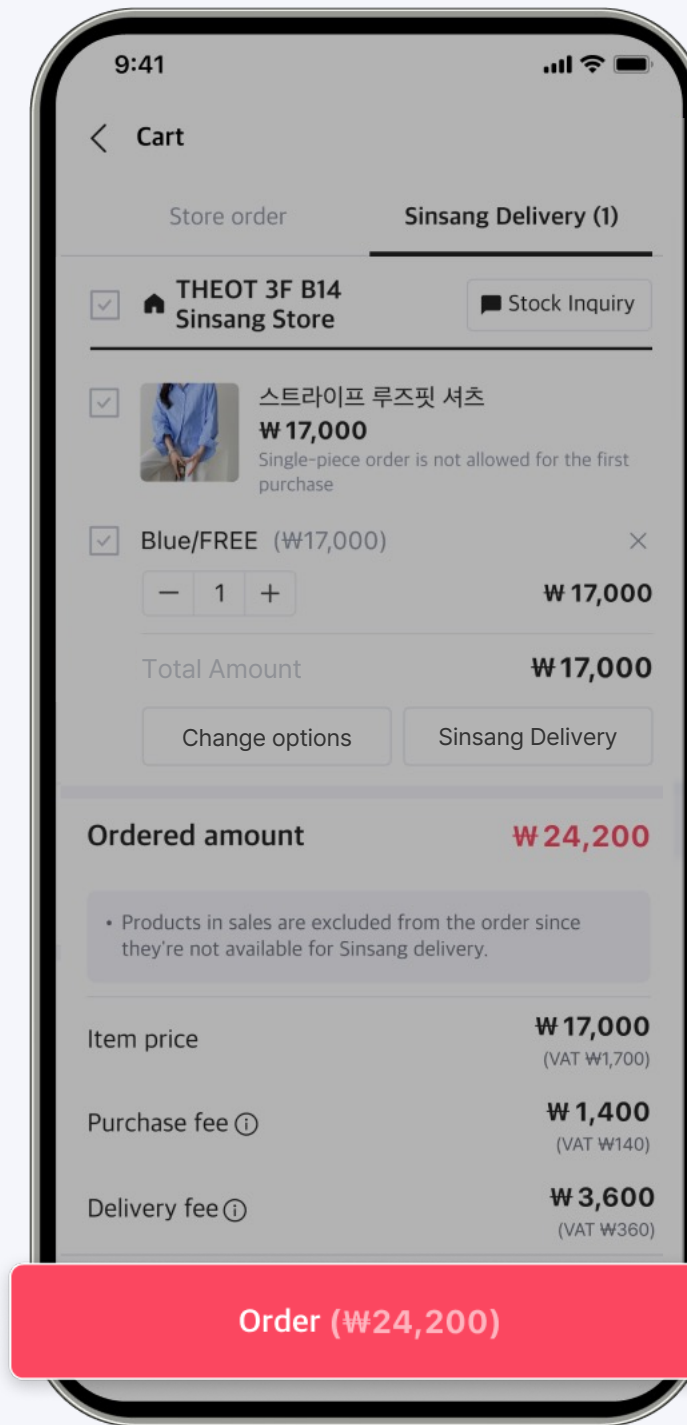 9:41
Cart
Store order
Sinsang Delivery (1)
THEOT 3F B14
Sinsang Store
Stock Inquiry
스트라이프 루즈핏 셔츠
₩17,000
Single-piece order is not allowed for the first
purchase
Blue/FREE (₩17,000)
1
₩17,000
Total Amount
₩17,000
Change options
Sinsang Delivery
Ordered amount
₩24,200
• Products in sales are excluded from the order since
they're not available for Sinsang delivery.
Item price
₩17,000
(VAT ₩1,700)
Purchase fee
₩1,400
(VAT ₩140)
Delivery fee
₩3,600
(VAT ₩360)
Order (₩24,200)